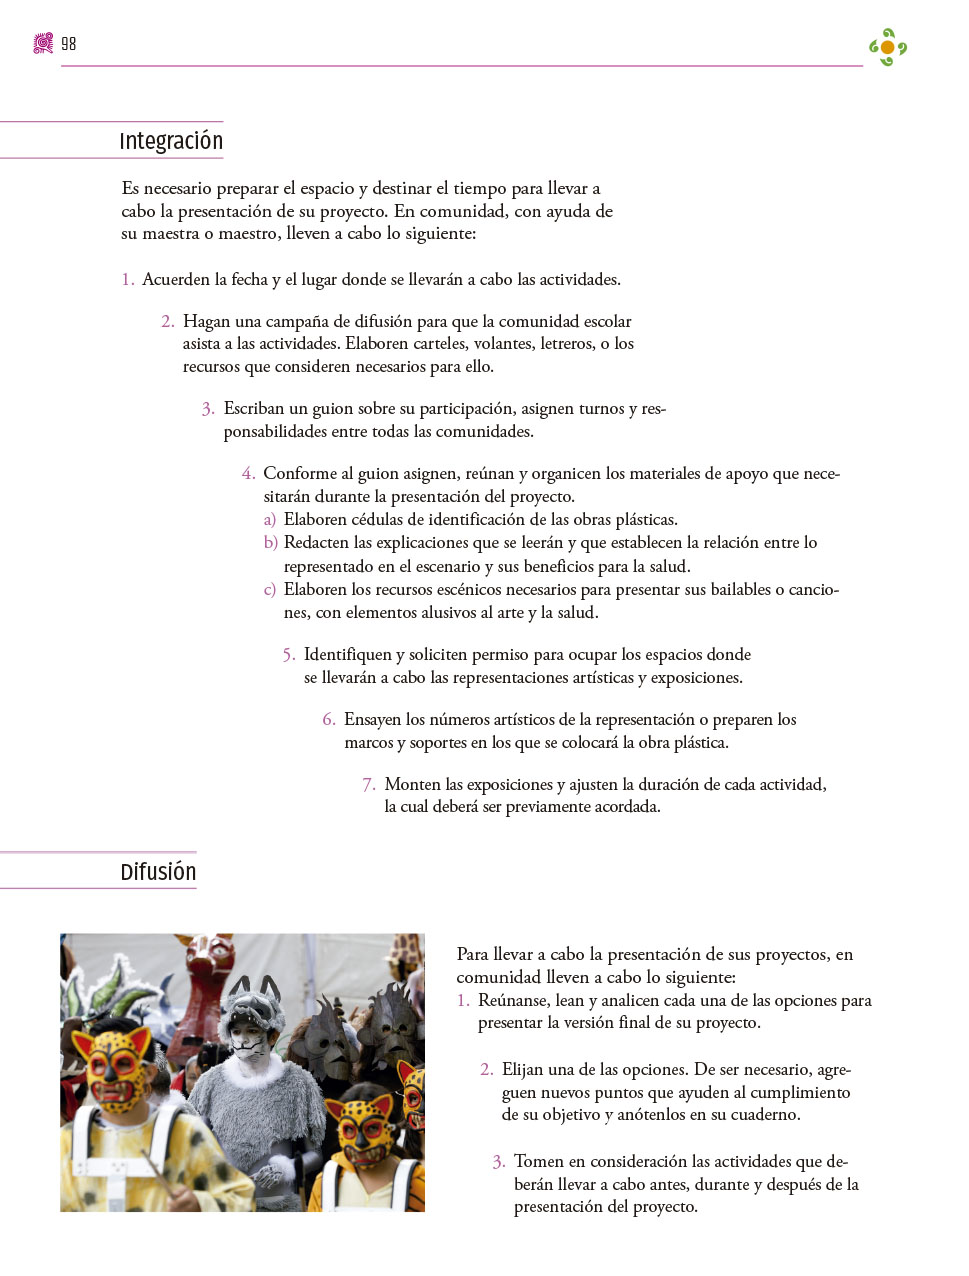 98
Integración
Es necesario preparar el espacio y destinar el tiempo para llevar a
cabo la presentación de su proyecto. En comunidad, con ayuda de
su maestra o maestro, lleven a cabo lo siguiente:
1. Acuerden la fecha y el lugar donde se llevarán a cabo las actividades.
2. Hagan una campaña de difusión para que la comunidad escolar
asista a las actividades. Elaboren carteles, volantes, letreros, o los
recursos que consideren necesarios para ello.
3. Escriban un guion sobre su participación, asignen turnos y res-
ponsabilidades entre todas las comunidades.
4. Conforme al guion asignen, reúnan y organicen los materiales de apoyo que nece-
sitarán durante la presentación del proyecto.
a) Elaboren cédulas de identificación de las obras plásticas.
b) Redacten las explicaciones que se leerán y que establecen la relación entre lo
representado en el escenario y sus beneficios para la salud.
c) Elaboren los recursos escénicos necesarios para presentar sus bailables o cancio-
nes, con elementos alusivos al arte y la salud.
5. Identifiquen y soliciten permiso para ocupar los espacios donde
se llevarán a cabo las representaciones artísticas y exposiciones.
6. Ensayen los números artísticos de la representación o preparen los
marcos y soportes en los que se colocará la obra plástica.
7. Monten las exposiciones y ajusten la duración de cada actividad,
la cual deberá ser previamente acordada.
Difusión
Para llevar a cabo la presentación de sus proyectos, en
comunidad lleven a cabo lo siguiente:
1. Reúnanse, lean y analicen cada una de las opciones para
presentar la versión final de su proyecto.
2. Elijan una de las opciones. De ser necesario, agre-
guen nuevos puntos que ayuden al cumplimiento
de su objetivo y anótenlos en su cuaderno.
3. Tomen en consideración las actividades que de-
berán llevar a cabo antes, durante y después de la
presentación del proyecto.